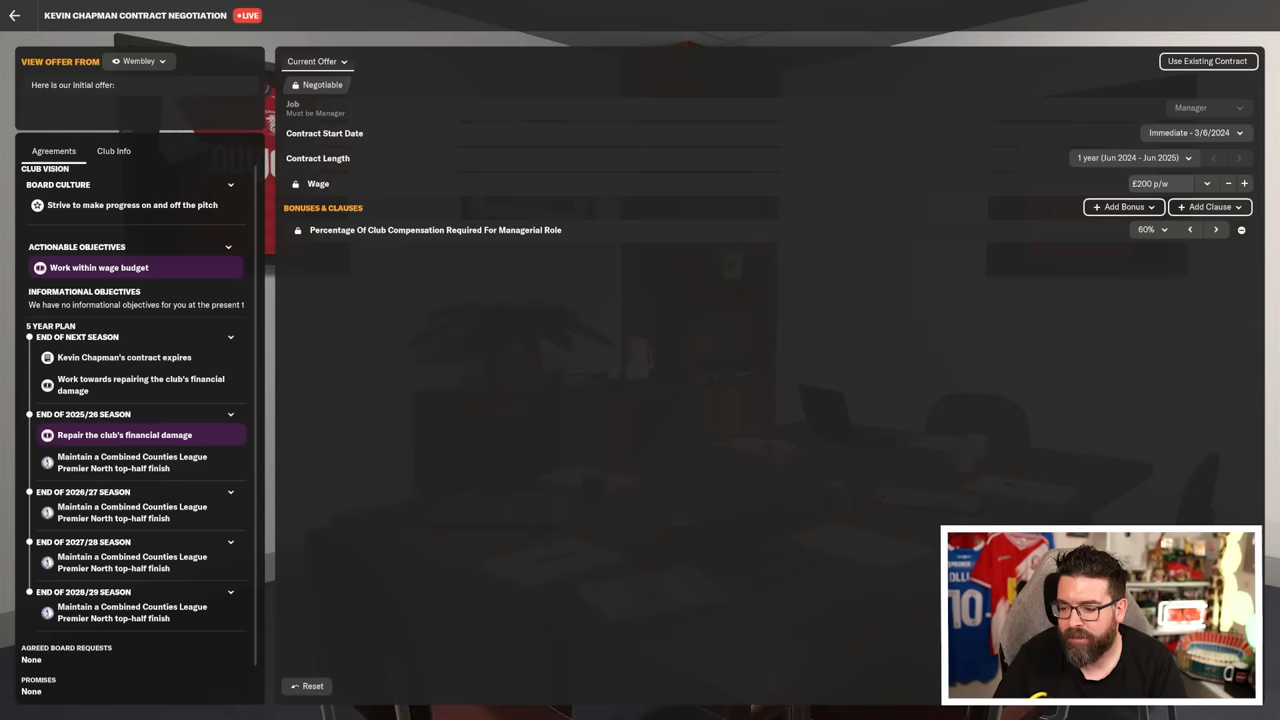 KEVIN CHAPMAN CONTRACT NEGOTIATION
LIVE
VIEW OFFER FROM
Wembley
Here is our initial offer:
Agreements
Club Info
CLUB VISION
BOARD CULTURE
Strive to make progress on and off the pitch
ACTIONABLE OBJECTIVES
Work within wage budget
INFORMATIONAL OBJECTIVES
We have no informational objectives for you at the present t
5 YEAR PLAN
END OF NEXT SEASON
Kevin Chapman's contract expires
Work towards repairing the club's financial
damage
END OF 2025/26 SEASON
Repair the club's financial damage
Maintain a Combined Counties League
Premier North top-half finish
END OF 2026/27 SEASON
Maintain a Combined Counties League
Premier North top-half finish
END OF 2027/28 SEASON
Maintain a Combined Counties League
Premier North top-half finish
END OF 2028/29 SEASON
Maintain a Combined Counties League
Premier North top-half finish
AGREED BOARD REQUESTS
None
PROMISES
None
Current Offer
Use Existing Contract
Negotiable
Job
Must be Manager
Manager
Contract Start Date
Immediate - 3/6/2024
Contract Length
1 year (Jun 2024 - Jun 2025)
Wage
£200 p/w
BONUSES & CLAUSES
Add Bonus
Add Clause
Percentage Of Club Compensation Required For Managerial Role
60%
Reset
10